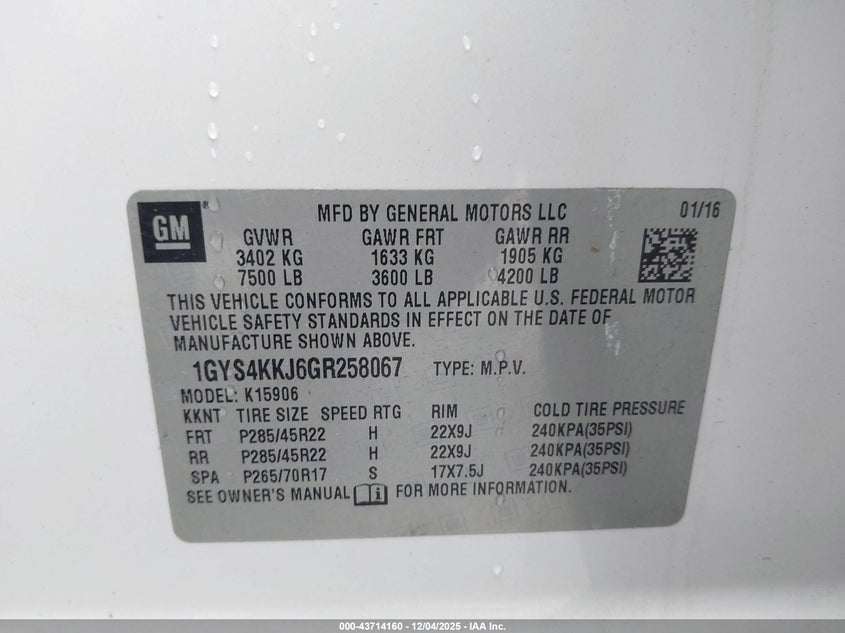 GM
MFD BY GENERAL MOTORS LLC 01/16
GVWR GAWR FRT GAWR RR
3402 KG 1633 KG 1905 KG
7500 LB 3600 LB 4200 LB
THIS VEHICLE CONFORMS TO ALL APPLICABLE U.S. FEDERAL MOTOR
VEHICLE SAFETY STANDARDS IN EFFECT ON THE DATE OF
MANUFACTURE SHOWN ABOVE.
1GYS4KKJ6GR258067 TYPE: M.P.V.
MODEL: K15906
KKNT TIRE SIZE SPEED RTG RIM COLD TIRE PRESSURE
FRT P285/45R22 H 22X9J 240KPA(35PSI)
RR P285/45R22 H 22X9J 240KPA(35PSI)
SPA P265/70R17 S 17X7.5J 240KPA(35PSI)
SEE OWNER'S MANUAL FOR MORE INFORMATION.
000-43714160 - 12/04/2025 - IAA Inc.